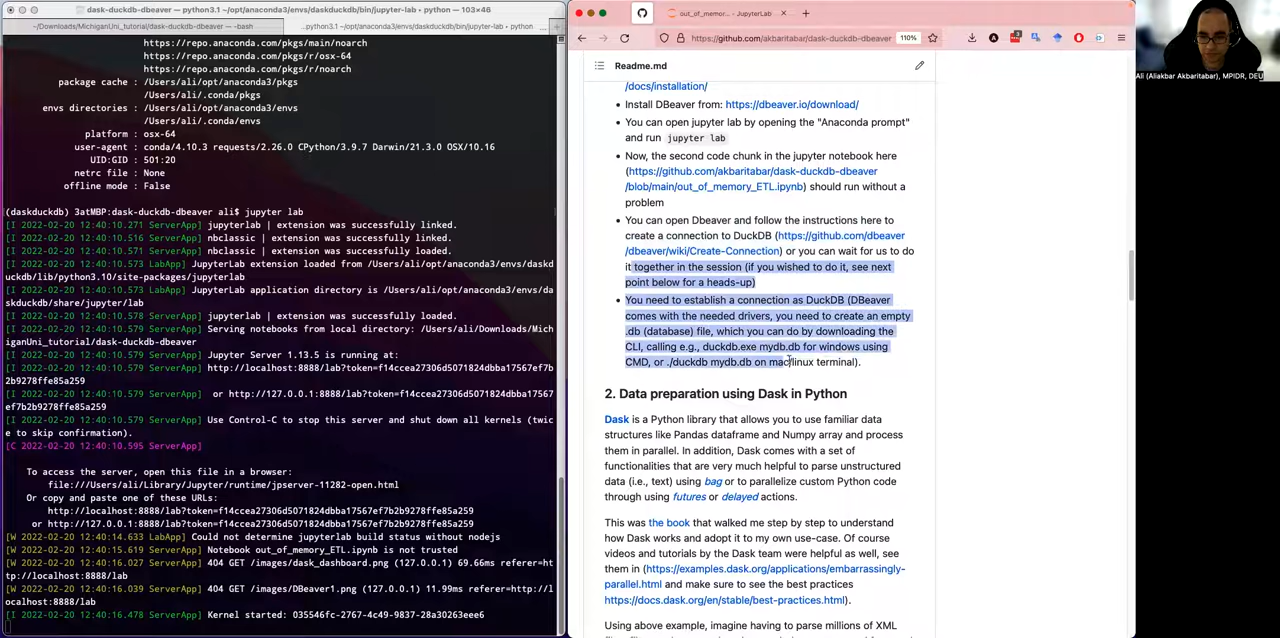 dask-duckdb-dbeaver — python3.1 ~/opt/anaconda3/envs/daskduckdb/bin/jupyter-lab • python — 103×46
~/Downloads/MichiganUni_tutorial/dask-duckdb-dbeaver — -bash
...python3.1 ~/opt/anaconda3/envs/daskduckdb/bin/jupyter-lab • python
https://repo.anaconda.com/pkgs/main/noarch
https://repo.anaconda.com/pkgs/r/osx-64
https://repo.anaconda.com/pkgs/r/noarch
package cache : /Users/ali/opt/anaconda3/pkgs
/Users/ali/.conda/pkgs
envs directories : /Users/ali/opt/anaconda3/envs
/Users/ali/.conda/envs
platform : osx-64
user-agent : conda/4.10.3 requests/2.26.0 CPython/3.9.7 Darwin/21.3.0 OSX/10.16
UID:GID : 501:20
netrc file : None
offline mode : False
(daskduckdb) 3atMBP:dask-duckdb-dbeaver ali$ jupyter lab
[I 2022-02-20 12:40:10.271 ServerApp] jupyterlab | extension was successfully linked.
[I 2022-02-20 12:40:10.516 ServerApp] nbclassic | extension was successfully linked.
[I 2022-02-20 12:40:10.571 ServerApp] nbclassic | extension was successfully loaded.
[I 2022-02-20 12:40:10.573 LabApp] JupyterLab extension loaded from /Users/ali/opt/anaconda3/envs/dask
duckdb/lib/python3.10/site-packages/jupyterlab
[I 2022-02-20 12:40:10.573 LabApp] JupyterLab application directory is /Users/ali/opt/anaconda3/envs/da
skduckdb/share/jupyter/lab
[I 2022-02-20 12:40:10.578 ServerApp] jupyterlab | extension was successfully loaded.
[I 2022-02-20 12:40:10.579 ServerApp] Serving notebooks from local directory: /Users/ali/Downloads/Mich
iganUni_tutorial/dask-duckdb-dbeaver
[I 2022-02-20 12:40:10.579 ServerApp] Jupyter Server 1.13.5 is running at:
[I 2022-02-20 12:40:10.579 ServerApp] http://localhost:8888/lab?token=f14ccea27306d5071824dbba17567ef7b
2b9278ffe85a259
[I 2022-02-20 12:40:10.579 ServerApp]  or http://127.0.0.1:8888/lab?token=f14ccea27306d5071824dbba17567
ef7b2b9278ffe85a259
[I 2022-02-20 12:40:10.579 ServerApp] Use Control-C to stop this server and shut down all kernels (twic
e to skip confirmation).
[C 2022-02-20 12:40:10.595 ServerApp]
To access the server, open this file in a browser:
file:///Users/ali/Library/Jupyter/runtime/jpserver-11282-open.html
Or copy and paste one of these URLs:
http://localhost:8888/lab?token=f14ccea27306d5071824dbba17567ef7b2b9278ffe85a259
or http://127.0.0.1:8888/lab?token=f14ccea27306d5071824dbba17567ef7b2b9278ffe85a259
[W 2022-02-20 12:40:14.633 LabApp] Could not determine jupyterlab build status without nodejs
[W 2022-02-20 12:40:15.619 ServerApp] Notebook out_of_memory_ETL.ipynb is not trusted
[W 2022-02-20 12:40:16.027 ServerApp] 404 GET /images/dask_dashboard.png (127.0.0.1) 69.66ms referer=ht
tp://localhost:8888/lab
[W 2022-02-20 12:40:16.039 ServerApp] 404 GET /images/DBeaver1.png (127.0.0.1) 11.99ms referer=http://l
ocalhost:8888/lab
[I 2022-02-20 12:40:16.478 ServerApp] Kernel started: 035546fc-2767-4c49-9837-28a30263eee6
out_of_memor... - JupyterLab
https://github.com/akbaritabar/dask-duckdb-dbeaver
110%
Readme.md
/docs/installation/)
• Install DBeaver from: https://dbeaver.io/download/
• You can open jupyter lab by opening the "Anaconda prompt"
and run jupyter lab
• Now, the second code chunk in the jupyter notebook here
(https://github.com/akbaritabar/dask-duckdb-dbeaver
/blob/main/out_of_memory_ETL.ipynb) should run without a
problem
• You can open Dbeaver and follow the instructions here to
create a connection to DuckDB (https://github.com/dbeaver
/dbeaver/wiki/Create-Connection) or you can wait for us to do
it together in the session (if you wished to do it, see next
point below for a heads-up)
• You need to establish a connection as DuckDB (DBeaver
comes with the needed drivers, you need to create an empty
.db (database) file, which you can do by downloading the
CLI, calling e.g., duckdb.exe mydb.db for windows using
CMD, or ./duckdb mydb.db on mac/linux terminal).
2. Data preparation using Dask in Python
Dask is a Python library that allows you to use familiar data
structures like Pandas dataframe and Numpy array and process
them in parallel. In addition, Dask comes with a set of
functionalities that are very much helpful to parse unstructured
data (i.e., text) using bag or to parallelize custom Python code
through using futures or delayed actions.
This was the book that walked me step by step to understand
how Dask works and adopt it to my own use-case. Of course
videos and tutorials by the Dask team were helpful as well, see
them in (https://examples.dask.org/applications/embarrassingly-
parallel.html and make sure to see the best practices
https://docs.dask.org/en/stable/best-practices.html).
Using above example, imagine having to parse millions of XML
Ali (Aliakbar Akbaritabar), MPIDR, DEU